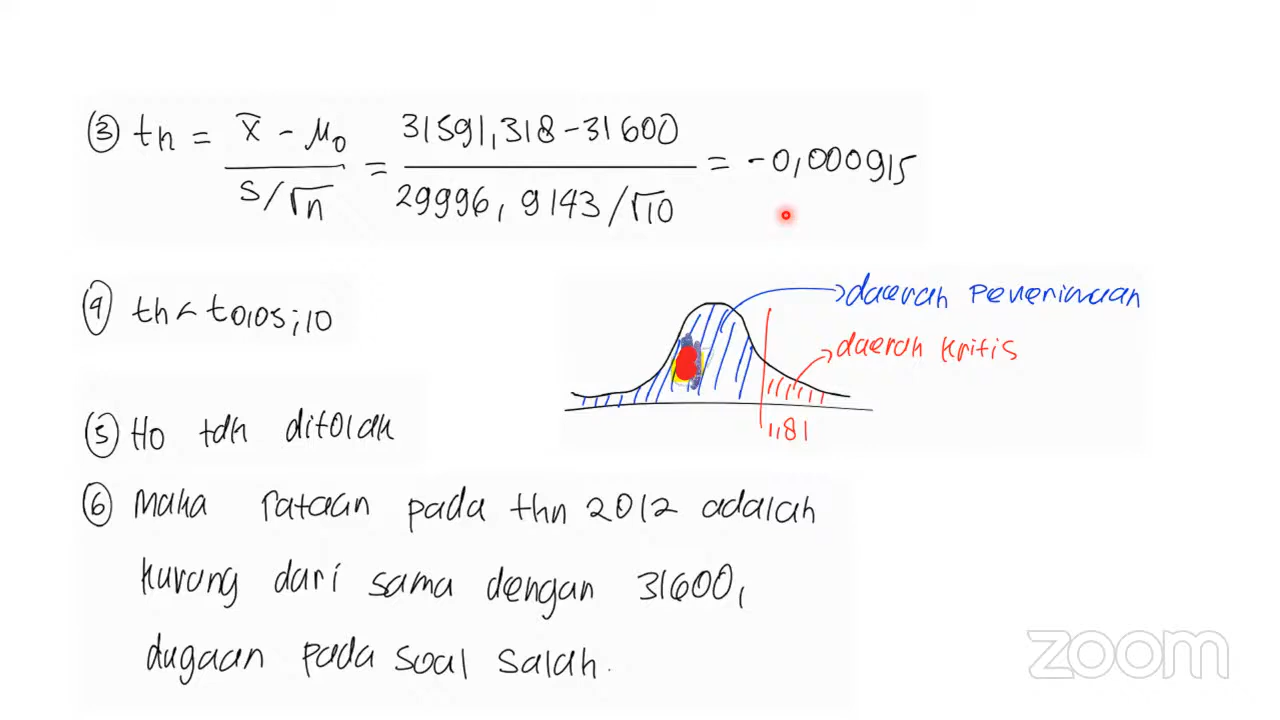 ③ th = x̄ - μ₀ / S/√n = 31591,318 - 31600 / 29996,9143/√10 = -0,000915
④ th < t0,05;10
daerah penerimaan
daerah kritis
1,81
⑤ Ho tdk ditolak
⑥ Maka rataan pada thn 2012 adalah
kurang dari sama dengan 31600,
dugaan pada soal salah.
zoom